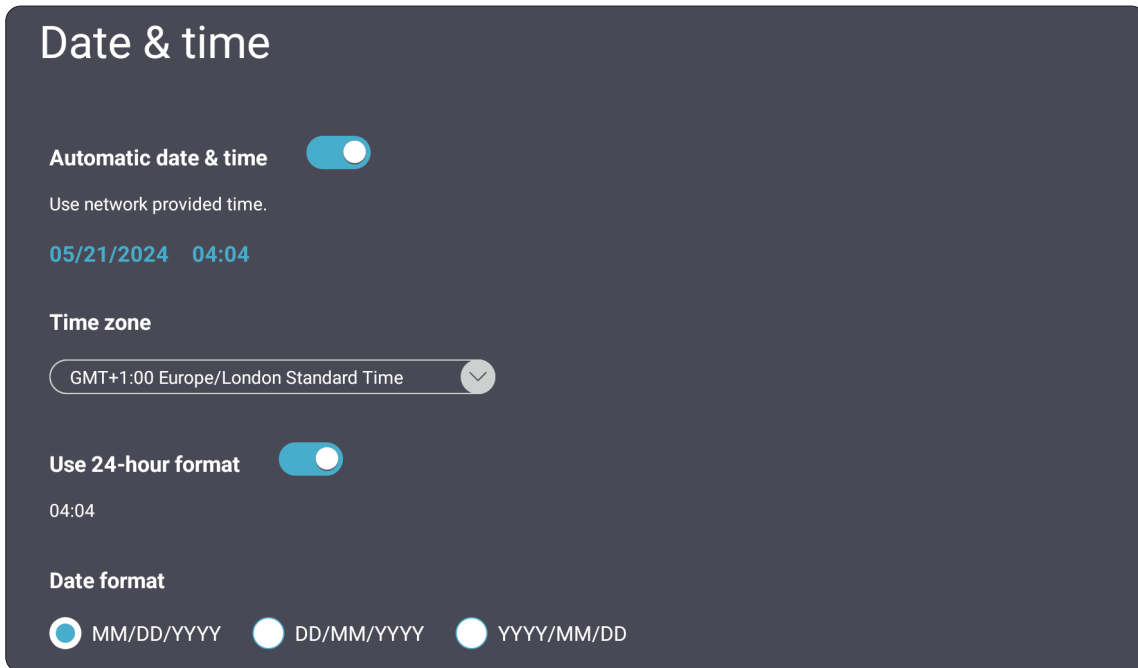 Date & time
Automatic date & time
Use network provided time.
05/21/2024 04:04
Time zone
GMT+1:00 Europe/London Standard Time
Use 24-hour format
04:04
Date format
MM/DD/YYYY DD/MM/YYYY YYYY/MM/DD